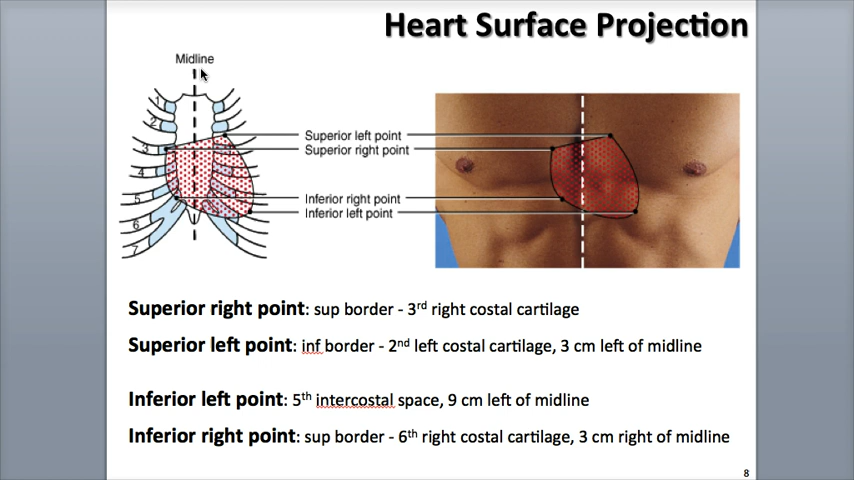 Heart Surface Projection
Midline
1
2
3
4
5
6
7
Superior left point
Superior right point
Inferior right point
Inferior left point
Superior right point: sup border - 3rd right costal cartilage
Superior left point: inf border - 2nd left costal cartilage, 3 cm left of midline
Inferior left point: 5th intercostal space, 9 cm left of midline
Inferior right point: sup border - 6th right costal cartilage, 3 cm right of midline
8